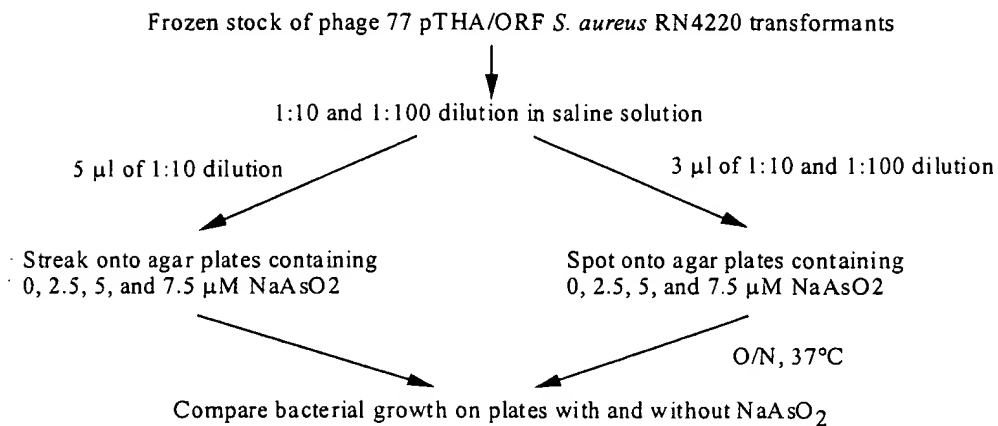 Frozen stock of phage 77 pTHA/ORF S. aureus RN4220 transformants
1:10 and 1:100 dilution in saline solution
5 µl of 1:10 dilution
3 µl of 1:10 and 1:100 dilution
Streak onto agar plates containing
0, 2.5, 5, and 7.5 µM NaAsO2
Spot onto agar plates containing
0, 2.5, 5, and 7.5 µM NaAsO2
O/N, 37°C
Compare bacterial growth on plates with and without NaAsO₂